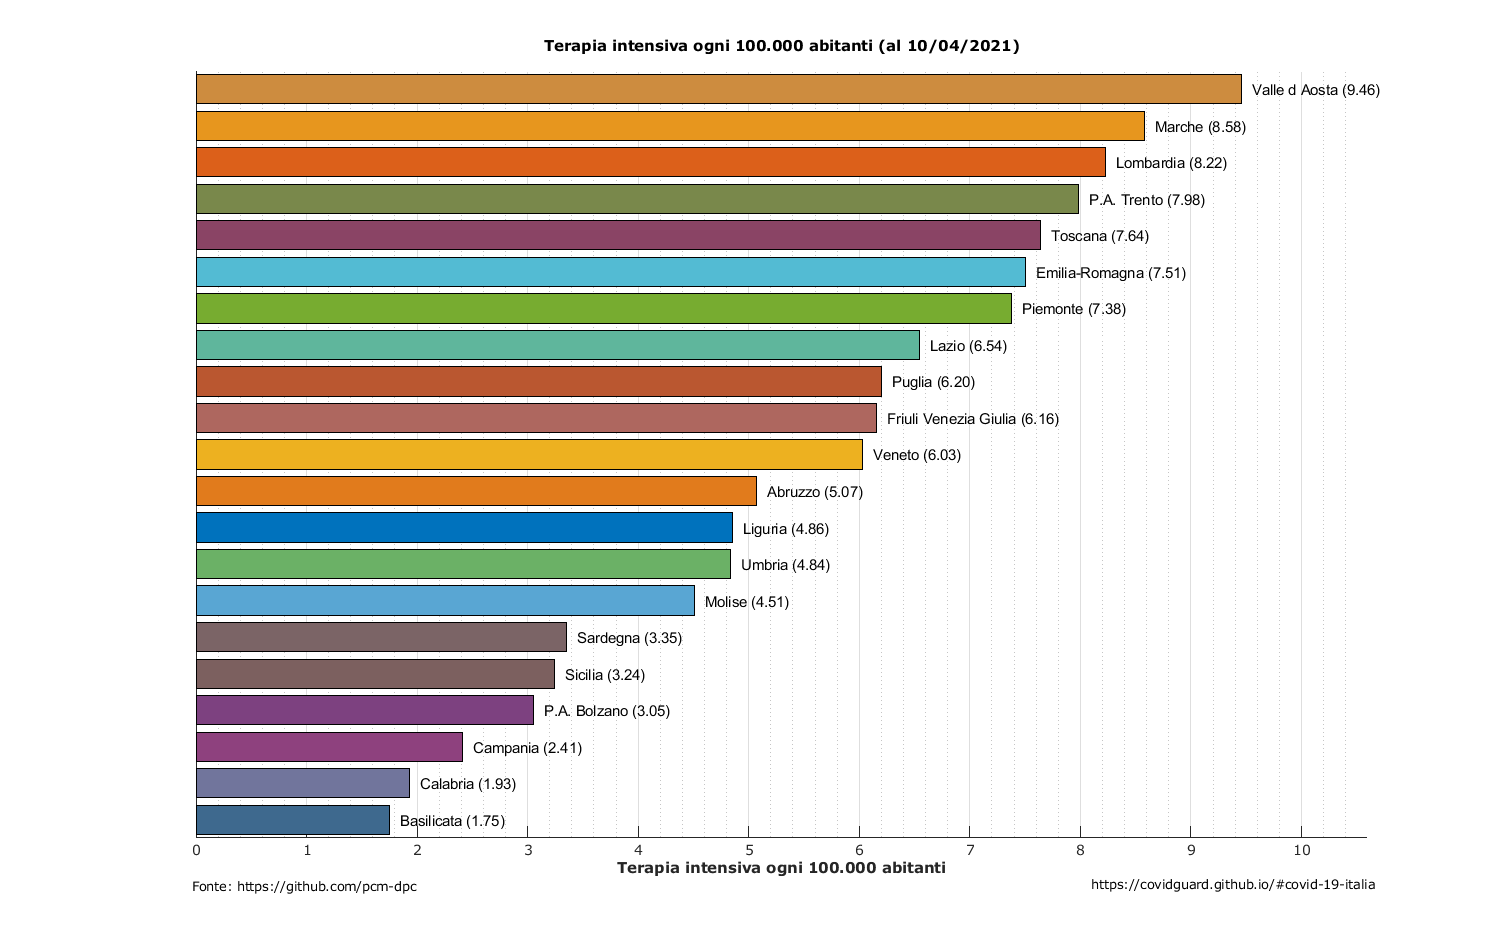 Terapia intensiva ogni 100.000 abitanti (al 10/04/2021)
Valle d Aosta (9.46)
Marche (8.58)
Lombardia (8.22)
P.A. Trento (7.98)
Toscana (7.64)
Emilia-Romagna (7.51)
Piemonte (7.38)
Lazio (6.54)
Puglia (6.20)
Friuli Venezia Giulia (6.16)
Veneto (6.03)
Abruzzo (5.07)
Liguria (4.86)
Umbria (4.84)
Molise (4.51)
Sardegna (3.35)
Sicilia (3.24)
P.A. Bolzano (3.05)
Campania (2.41)
Calabria (1.93)
Basilicata (1.75)
0 1 2 3 4 5 6 7 8 9 10
Terapia intensiva ogni 100.000 abitanti
Fonte: https://github.com/pcm-dpc
https://covidguard.github.io/#covid-19-italia